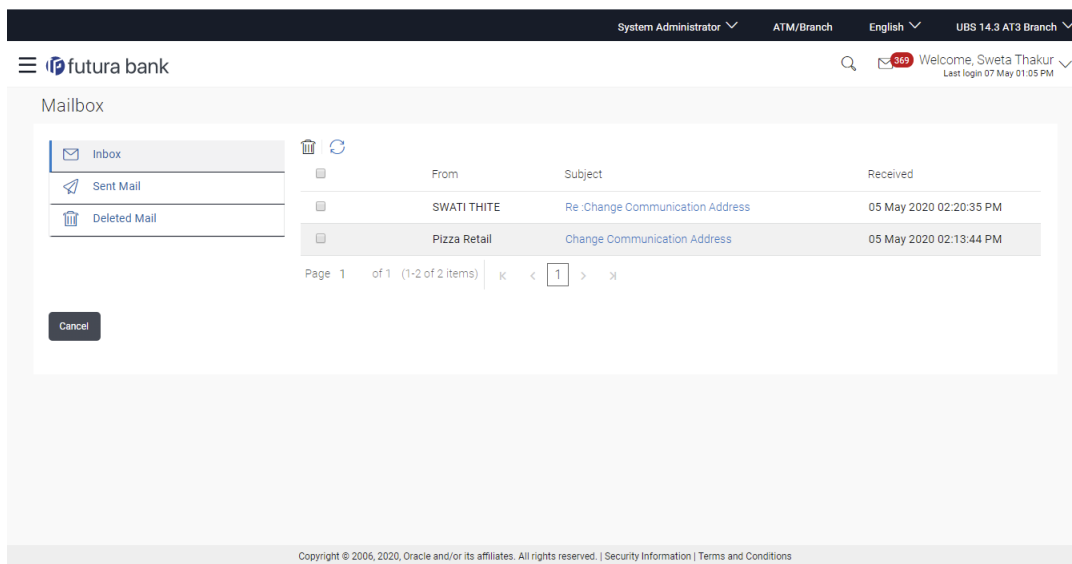 System Administrator ATM/Branch English UBS 14.3 AT3 Branch
futura bank 369 Welcome, Sweta Thakur
Last login 07 May 01:05 PM
Mailbox
Inbox
Sent Mail
Deleted Mail
From Subject Received
SWATI THITE Re :Change Communication Address 05 May 2020 02:20:35 PM
Pizza Retail Change Communication Address 05 May 2020 02:13:44 PM
Page 1 of 1 (1-2 of 2 items) 1
Cancel
Copyright © 2006, 2020, Oracle and/or its affiliates. All rights reserved. | Security Information | Terms and Conditions